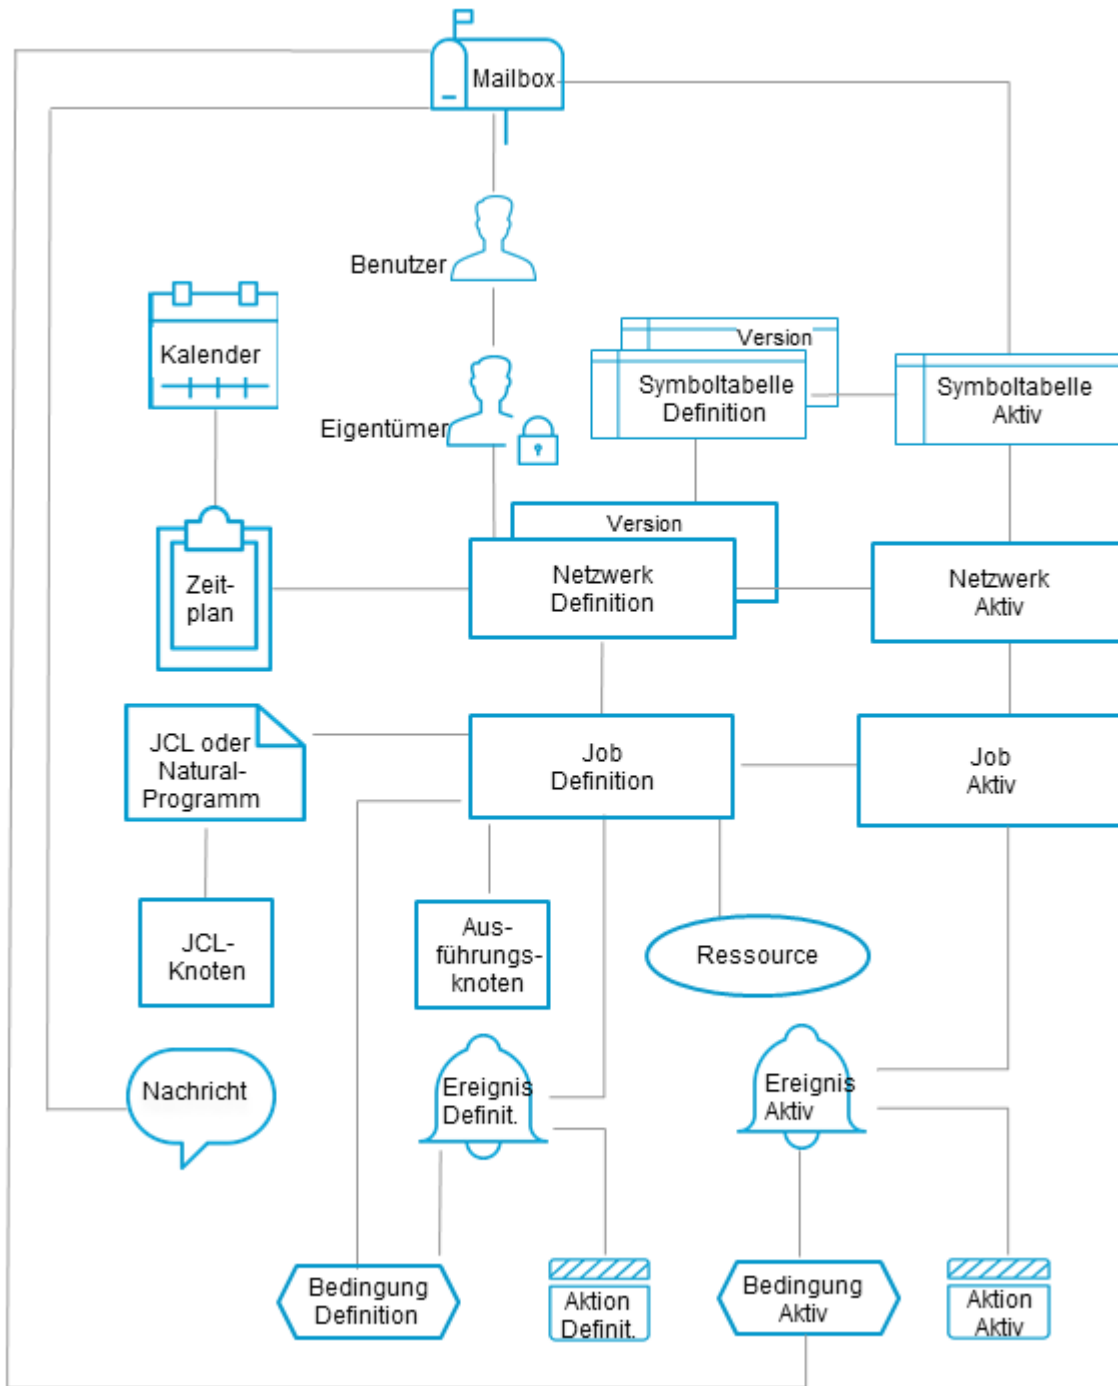 Mailbox
Benutzer
Kalender
Version
Symboltabelle
Definition
Symboltabelle
Aktiv
Eigentümer
Version
Zeit-
plan
Netzwerk
Definition
Netzwerk
Aktiv
JCL oder
Natural-
Programm
Job
Definition
Job
Aktiv
JCL-
Knoten
Aus-
führungs-
knoten
Ressource
Nachricht
Ereignis
Definit.
Ereignis
Aktiv
Bedingung
Definition
Aktion
Definit.
Bedingung
Aktiv
Aktion
Aktiv